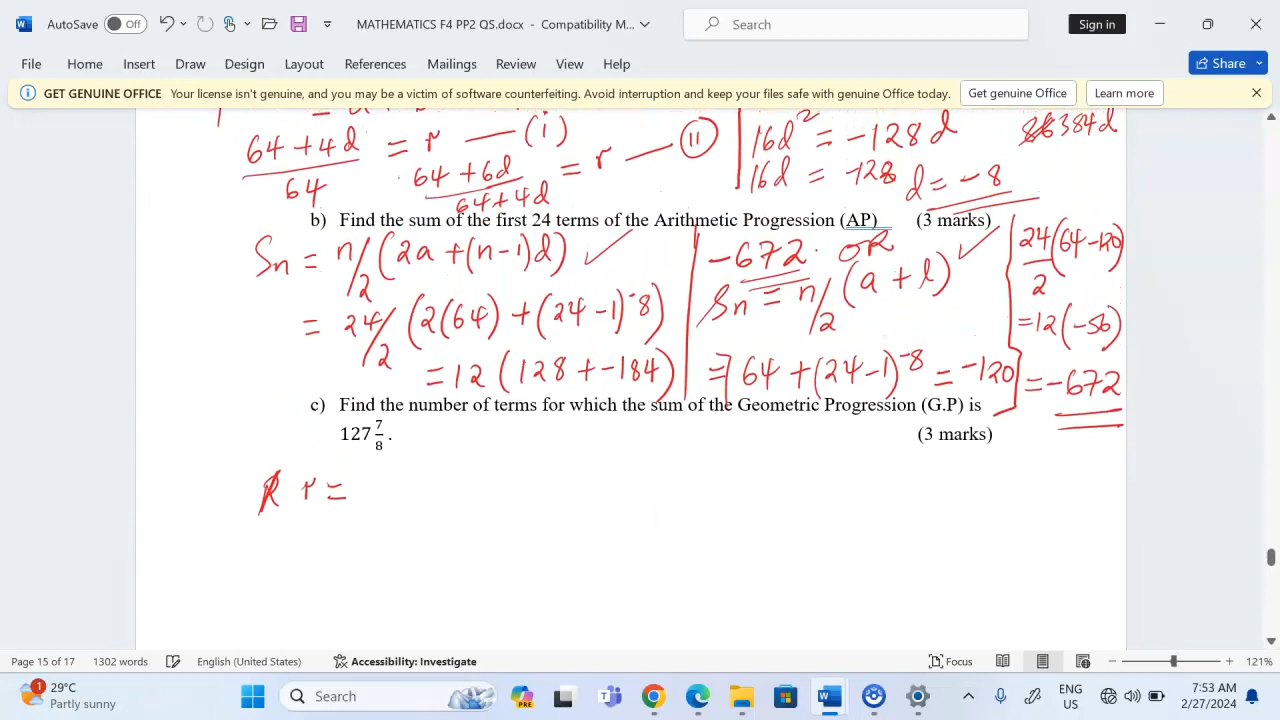 AutoSave Off MATHEMATICS F4 PP2 QS.docx - Compatibility M... Search Sign in
File Home Insert Draw Design Layout References Mailings Review View Help Share
GET GENUINE OFFICE Your license isn't genuine, and you may be a victim of software counterfeiting. Avoid interruption and keep your files safe with genuine Office today. Get genuine Office Learn more
(64 + 4d)/64 = r — (i)
(64 + 6d)/(64 + 4d) = r — (11)
16d² = -128d
16d = -128
d = -8
6384d
b) Find the sum of the first 24 terms of the Arithmetic Progression (AP) (3 marks)
Sn = n/2 (2a + (n-1)d) ✓
= 24/2 (2(64) + (24-1)-8)
= 12 (128 + -184)
-672. OR
Sn = n/2 (a + l) ✓
= 64 + (24-1)-8 = -120
24/2 (64-120)
= 12(-56)
= -672
c) Find the number of terms for which the sum of the Geometric Progression (G.P) is
127 7/8 . (3 marks)
r =
Page 15 of 17 1302 words English (United States) Accessibility: Investigate Focus 121%
1 29°C Search ENG 7:53 AM
Partly cloudy US 2/27/2024